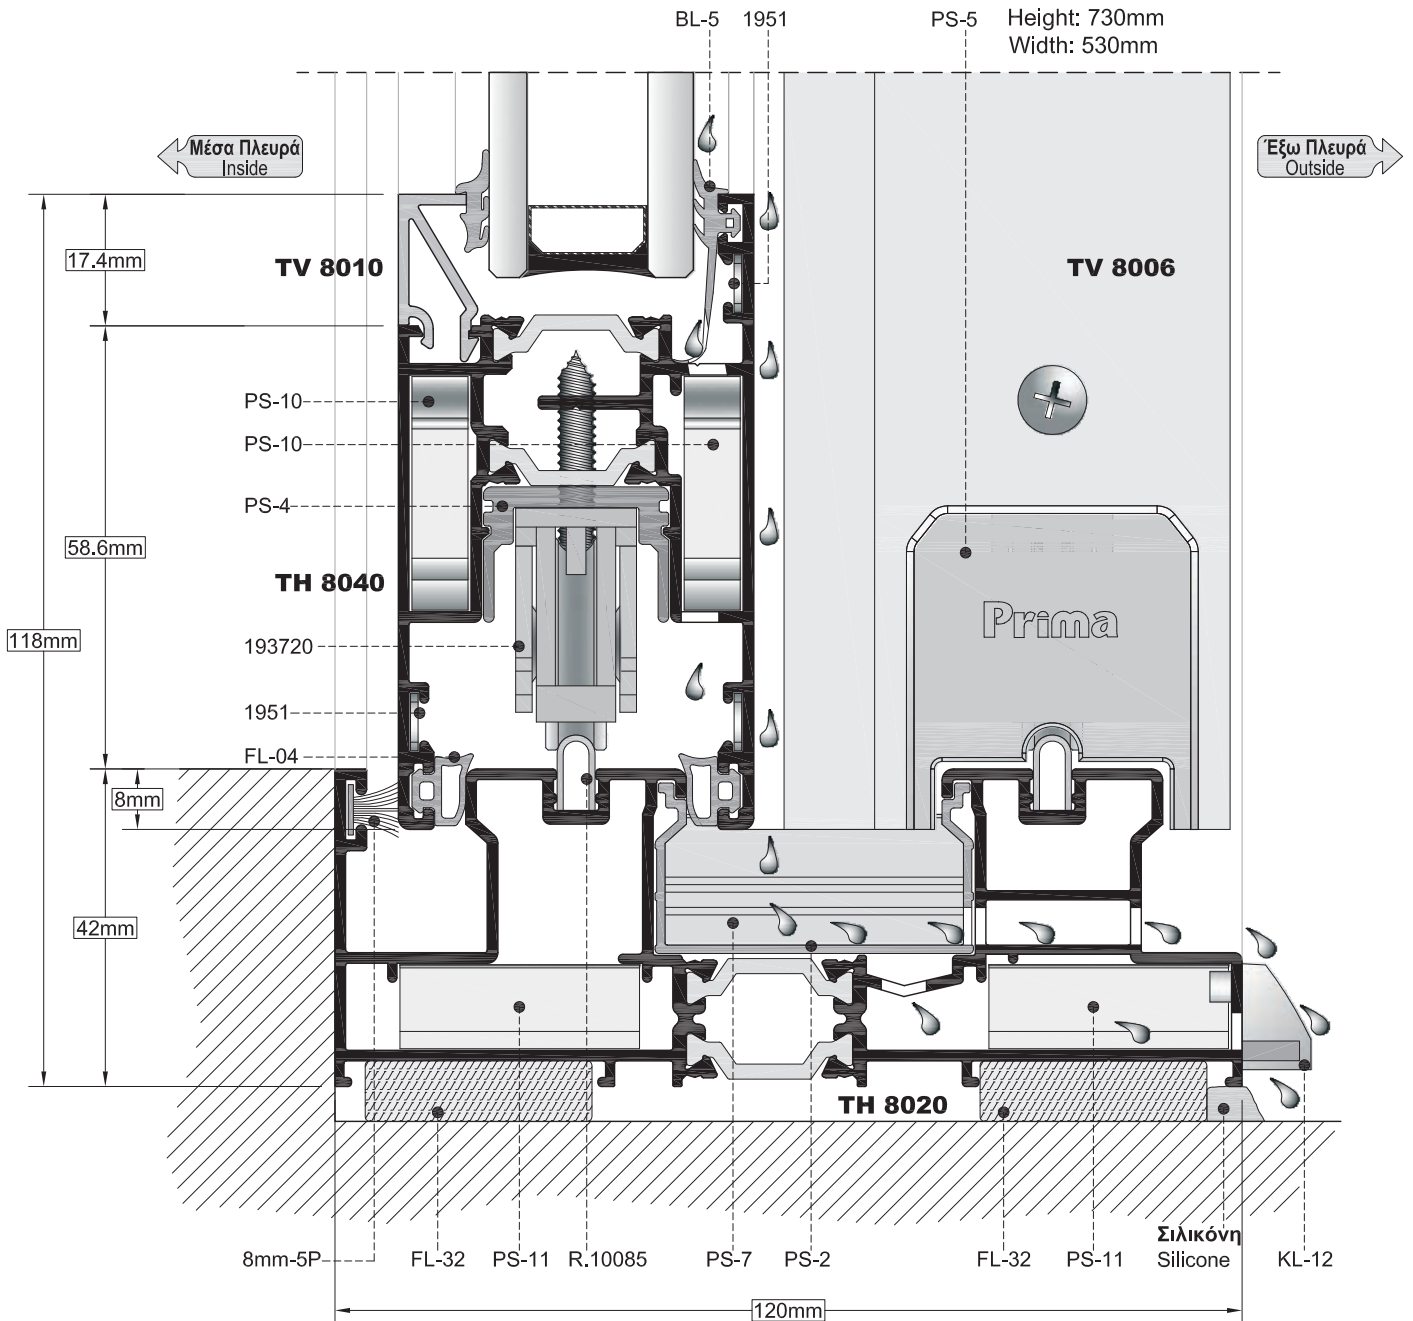 BL-5 1951 PS-5 Height: 730mm
Width: 530mm
Μέσα Πλευρά
Inside
Έξω Πλευρά
Outside
17.4mm
TV 8010
TV 8006
PS-10
PS-10
PS-4
58.6mm
TH 8040
Prima
118mm
193720
1951
FL-04
8mm
42mm
TH 8020
8mm-5P
FL-32
PS-11
R.10085
PS-7
PS-2
FL-32
PS-11
Σιλικόνη
Silicone
KL-12
120mm